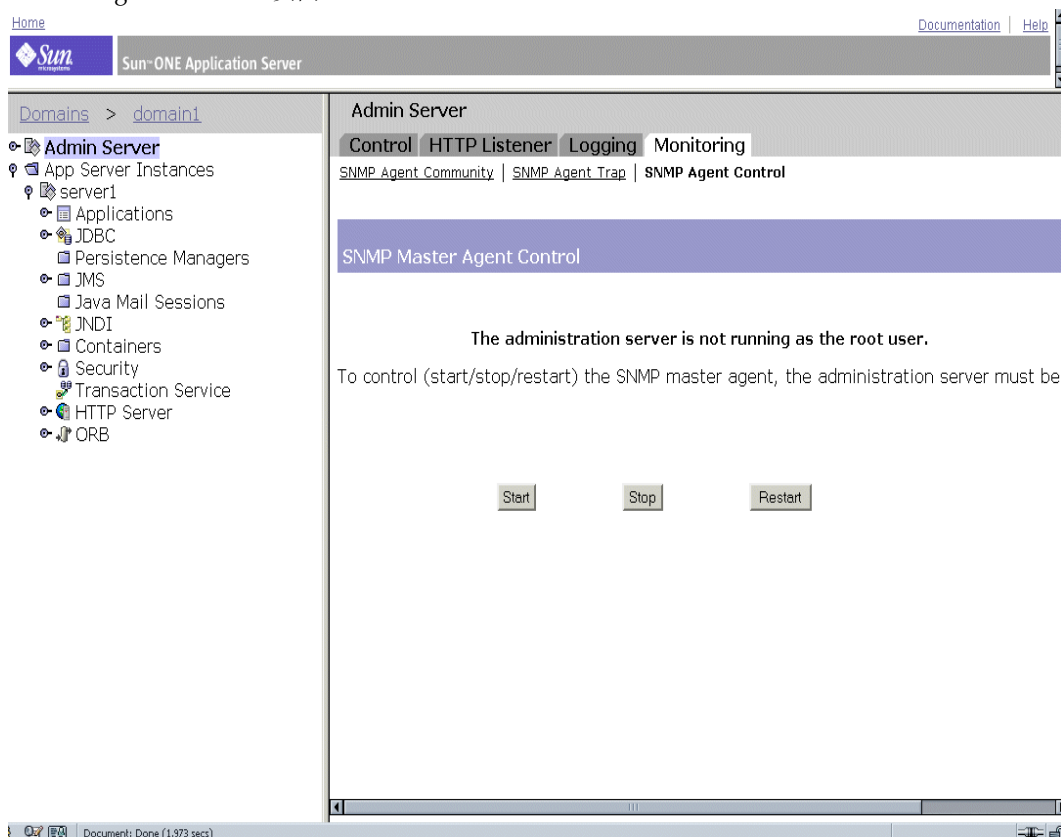 Home
Documentation | Help
Sun
microsystems
Sun™ ONE Application Server
Domains > domain1
Admin Server
App Server Instances
server1
Applications
JDBC
Persistence Managers
JMS
Java Mail Sessions
JNDI
Containers
Security
Transaction Service
HTTP Server
ORB
Admin Server
Control HTTP Listener Logging Monitoring
SNMP Agent Community | SNMP Agent Trap | SNMP Agent Control
SNMP Master Agent Control
The administration server is not running as the root user.
To control (start/stop/restart) the SNMP master agent, the administration server must be
Start Stop Restart
Document: Done (1.973 secs)